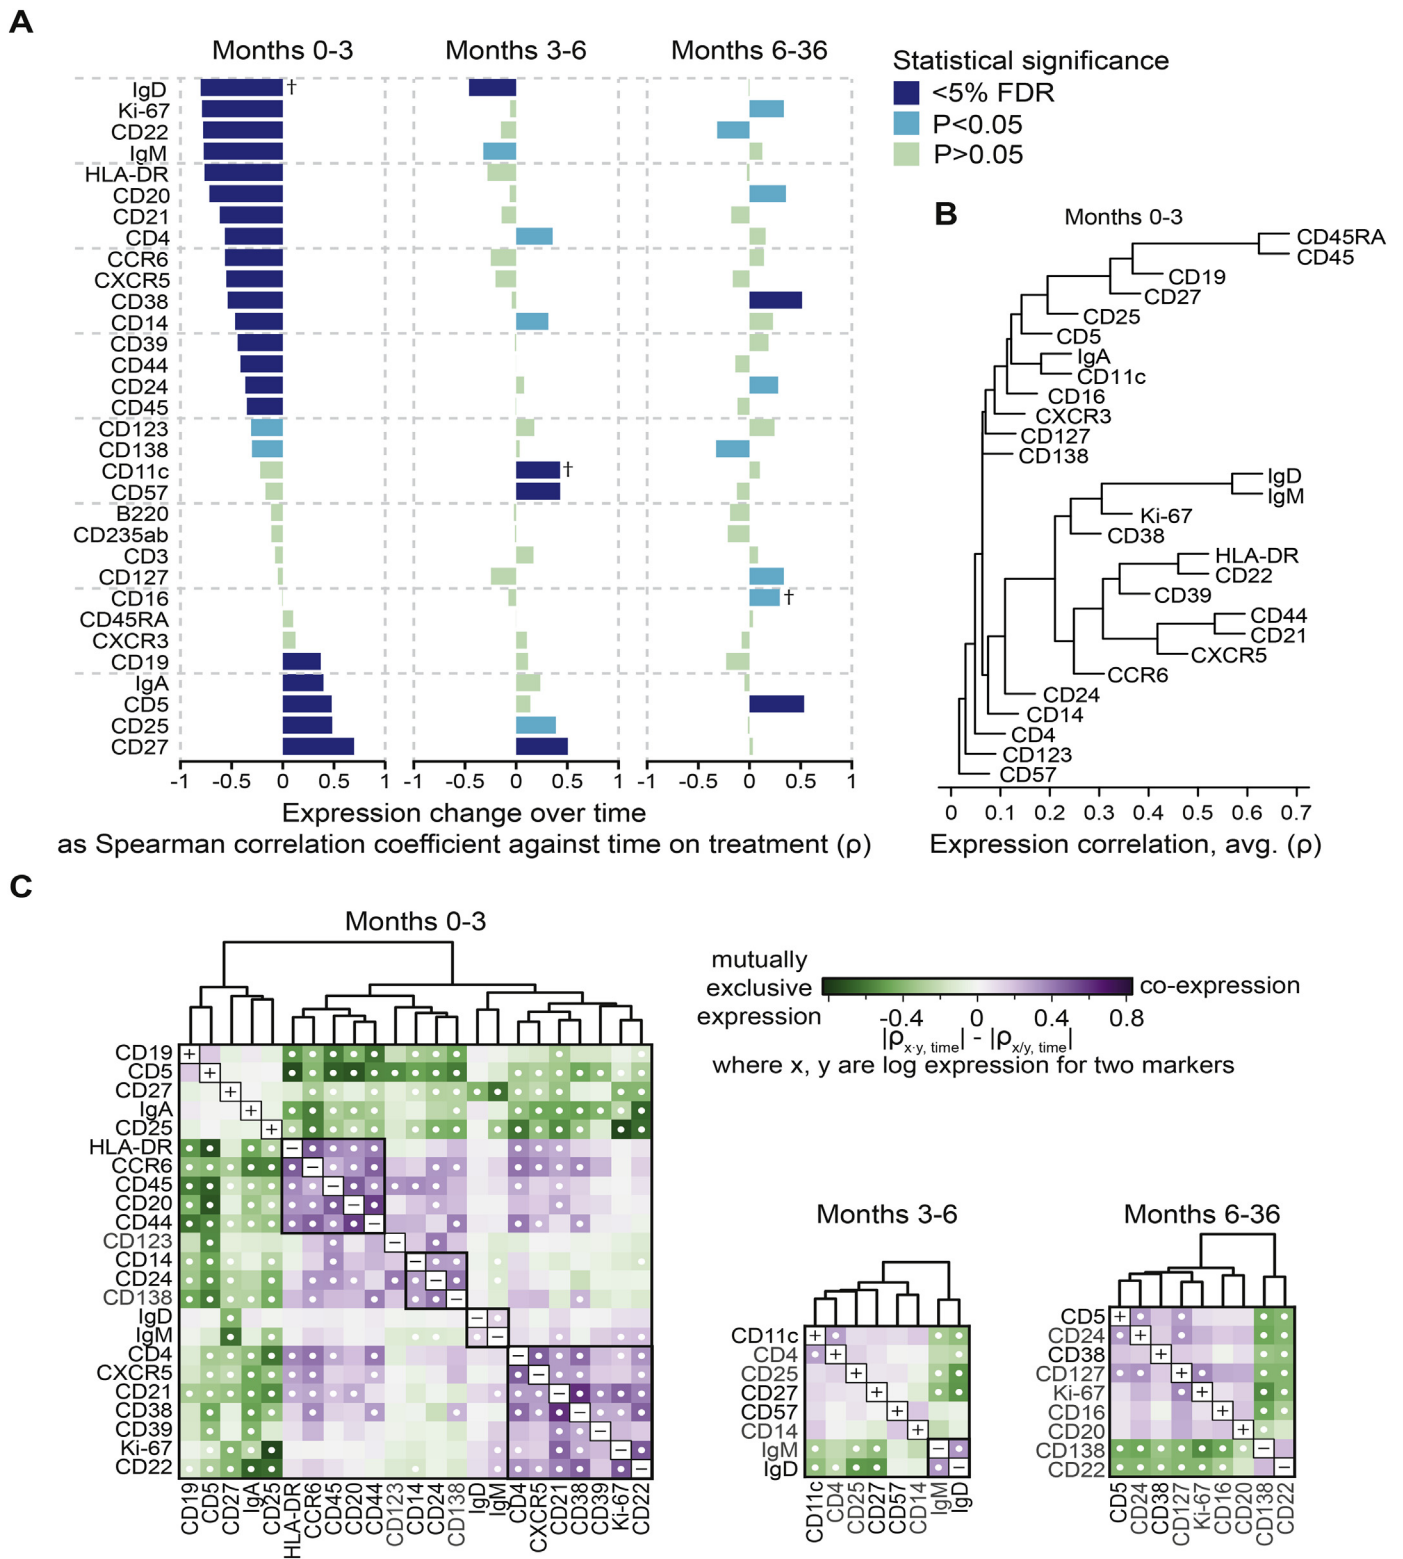 A
Months 0-3
Months 3-6
Months 6-36
Statistical significance
<5% FDR
P<0.05
P>0.05
IgD
†
Ki-67
CD22
IgM
HLA-DR
CD20
CD21
CD4
CCR6
CXCR5
CD38
CD14
CD39
CD44
CD24
CD45
CD123
CD138
CD11c
†
CD57
B220
CD235ab
CD3
CD127
CD16
†
CD45RA
CXCR3
CD19
IgA
CD5
CD25
CD27
-1 -0.5 0 0.5 1
-1 -0.5 0 0.5 1
-1 -0.5 0 0.5 1
Expression change over time
as Spearman correlation coefficient against time on treatment (ρ)
B
Months 0-3
CD45RA
CD45
CD19
CD27
CD25
CD5
IgA
CD11c
CD16
CXCR3
CD127
CD138
IgD
IgM
Ki-67
CD38
HLA-DR
CD22
CD39
CD44
CD21
CXCR5
CCR6
CD24
CD14
CD4
CD123
CD57
0 0.1 0.2 0.3 0.4 0.5 0.6 0.7
Expression correlation, avg. (ρ)
C
Months 0-3
CD19
CD5
CD27
IgA
CD25
HLA-DR
CCR6
CD45
CD20
CD44
CD123
CD14
CD24
CD138
IgD
IgM
CD4
CXCR5
CD21
CD38
CD39
Ki-67
CD22
CD19 CD5 CD27 IgA CD25 HLA-DR CCR6 CD45 CD20 CD44 CD123 CD14 CD24 CD138 IgD IgM CD4 CXCR5 CD21 CD38 CD39 Ki-67 CD22
mutually
exclusive
expression
co-expression
-0.4 0 0.4 0.8
|ρx·y, time| - |ρx/y, time|
where x, y are log expression for two markers
Months 3-6
CD11c
CD4
CD25
CD27
CD57
CD14
IgM
IgD
CD11c CD4 CD25 CD27 CD57 CD14 IgM IgD
Months 6-36
CD5
CD24
CD38
CD127
Ki-67
CD16
CD20
CD138
CD22
CD5 CD24 CD38 CD127 Ki-67 CD16 CD20 CD138 CD22